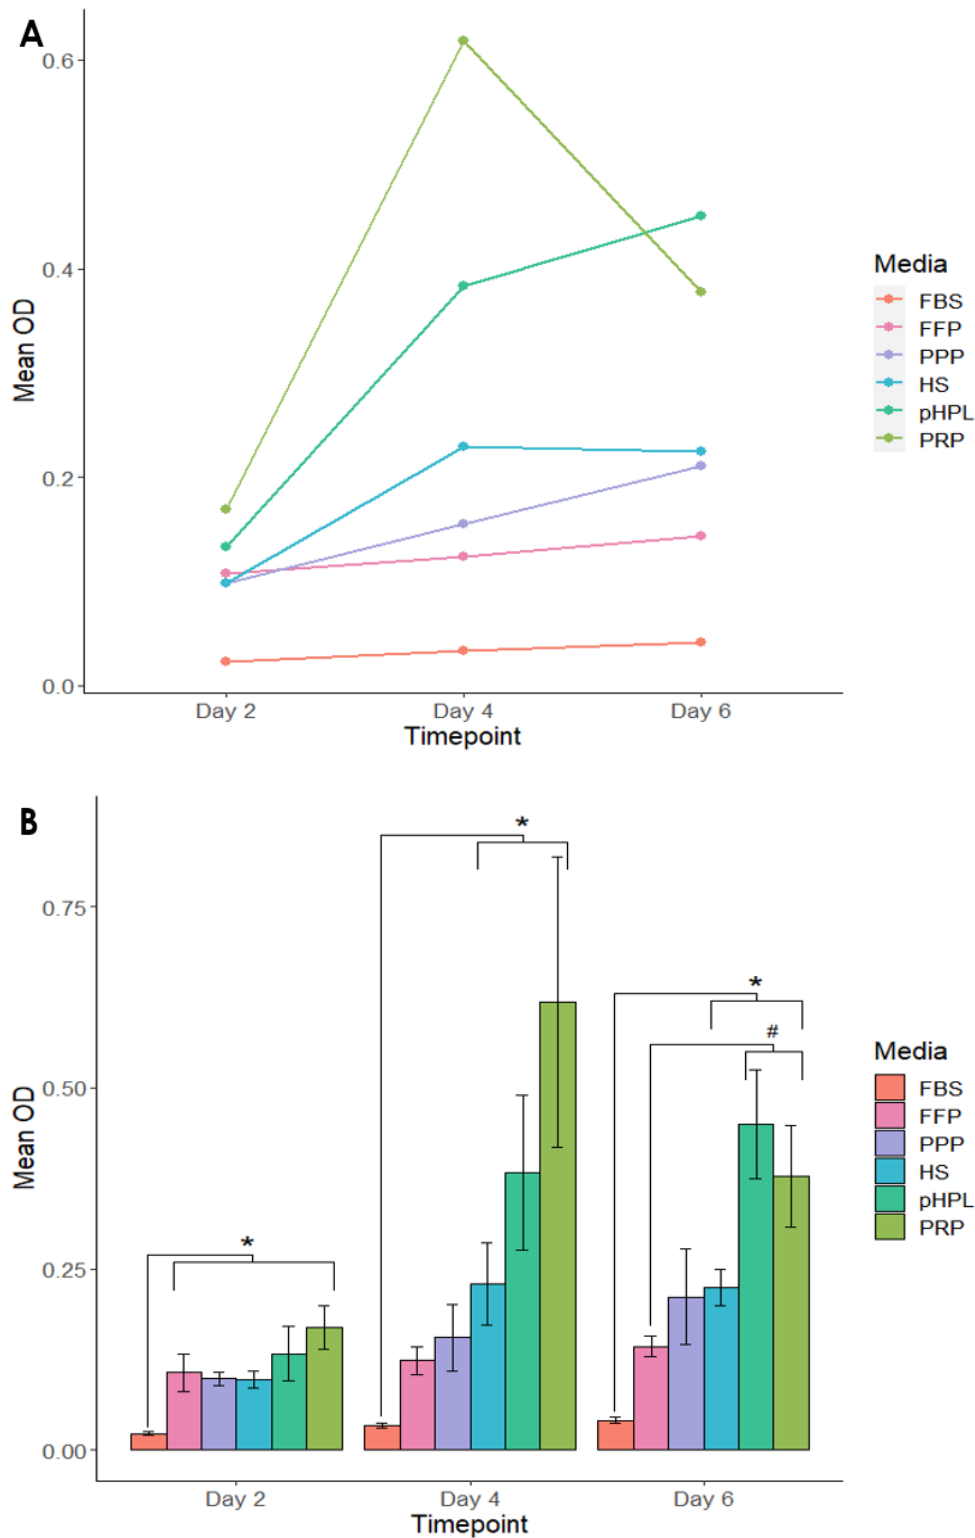 A
0.6
0.4
0.2
0.0
Mean OD
Day 2 Day 4 Day 6
Timepoint
Media
FBS
FFP
PPP
HS
pHPL
PRP
B
0.75
0.50
0.25
0.00
Mean OD
*
*
*
#
Day 2 Day 4 Day 6
Timepoint
Media
FBS
FFP
PPP
HS
pHPL
PRP